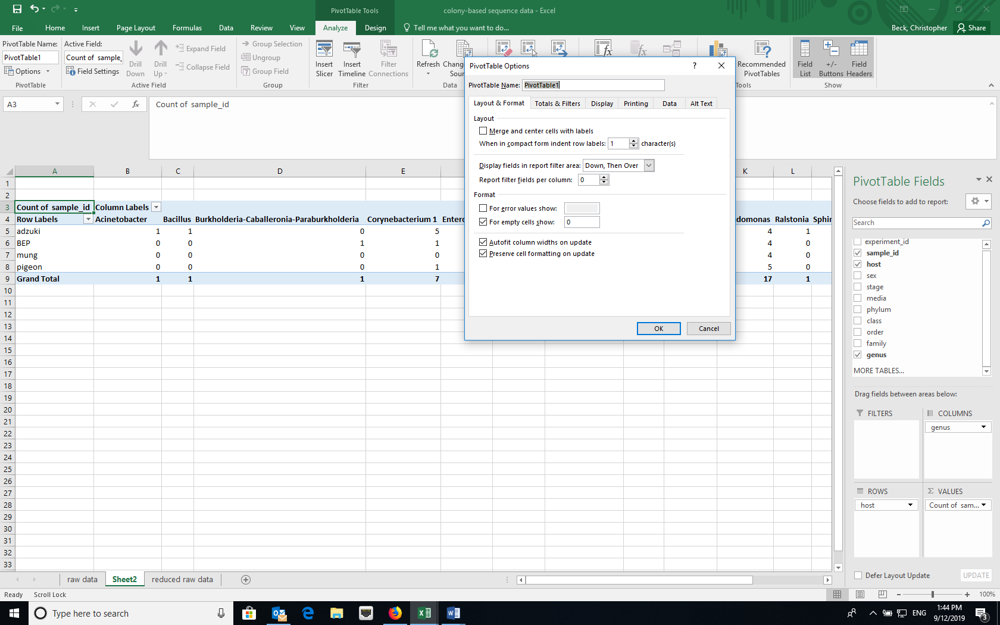 PivotTable Tools
colony-based sequence data - Excel
File Home Insert Page Layout Formulas Data Review View Analyze Design Tell me what you want to do... Beck, Christopher Share
PivotTable Name:
PivotTable1
Options
PivotTable
Active Field:
Count of sample_
Field Settings
Drill Down
Drill Up
Expand Field
Collapse Field
Active Field
Group Selection
Ungroup
Group Field
Group
Insert Slicer
Insert Timeline
Filter Connections
Filter
Refresh
Chang
Sour
Data
Recommended PivotTables
Tools
Field List
+/- Buttons
Field Headers
Show
A3
fx
Count of sample_id
PivotTable Options
?
PivotTable Name: PivotTable1
Layout & Format Totals & Filters Display Printing Data Alt Text
Layout
Merge and center cells with labels
When in compact form indent row labels: 1 character(s)
Display fields in report filter area: Down, Then Over
Report filter fields per column: 0
Format
For error values show:
For empty cells show: 0
Autofit column widths on update
Preserve cell formatting on update
OK Cancel
A B C D E K L
1
2
3 Count of sample_id Column Labels
4 Row Labels Acinetobacter Bacillus Burkholderia-Caballeronia-Paraburkholderia Corynebacterium 1 Entero domonas Ralstonia Sphin
5 adzuki 1 1 0 5 4 1
6 BEP 0 0 1 1 4 0
7 mung 0 0 0 0 4 0
8 pigeon 0 0 0 1 5 0
9 Grand Total 1 1 1 7 17 1
10
11
12
13
14
15
16
17
18
19
20
21
22
23
24
25
26
27
28
29
30
31
32
33
PivotTable Fields
Choose fields to add to report:
Search
experiment_id
sample_id
host
sex
stage
media
phylum
class
order
family
genus
MORE TABLES...
Drag fields between areas below:
FILTERS COLUMNS
genus
ROWS Σ VALUES
host Count of sam...
Defer Layout Update UPDATE
raw data Sheet2 reduced raw data
Ready Scroll Lock 100%
Type here to search
ENG
1:44 PM
9/12/2019
3